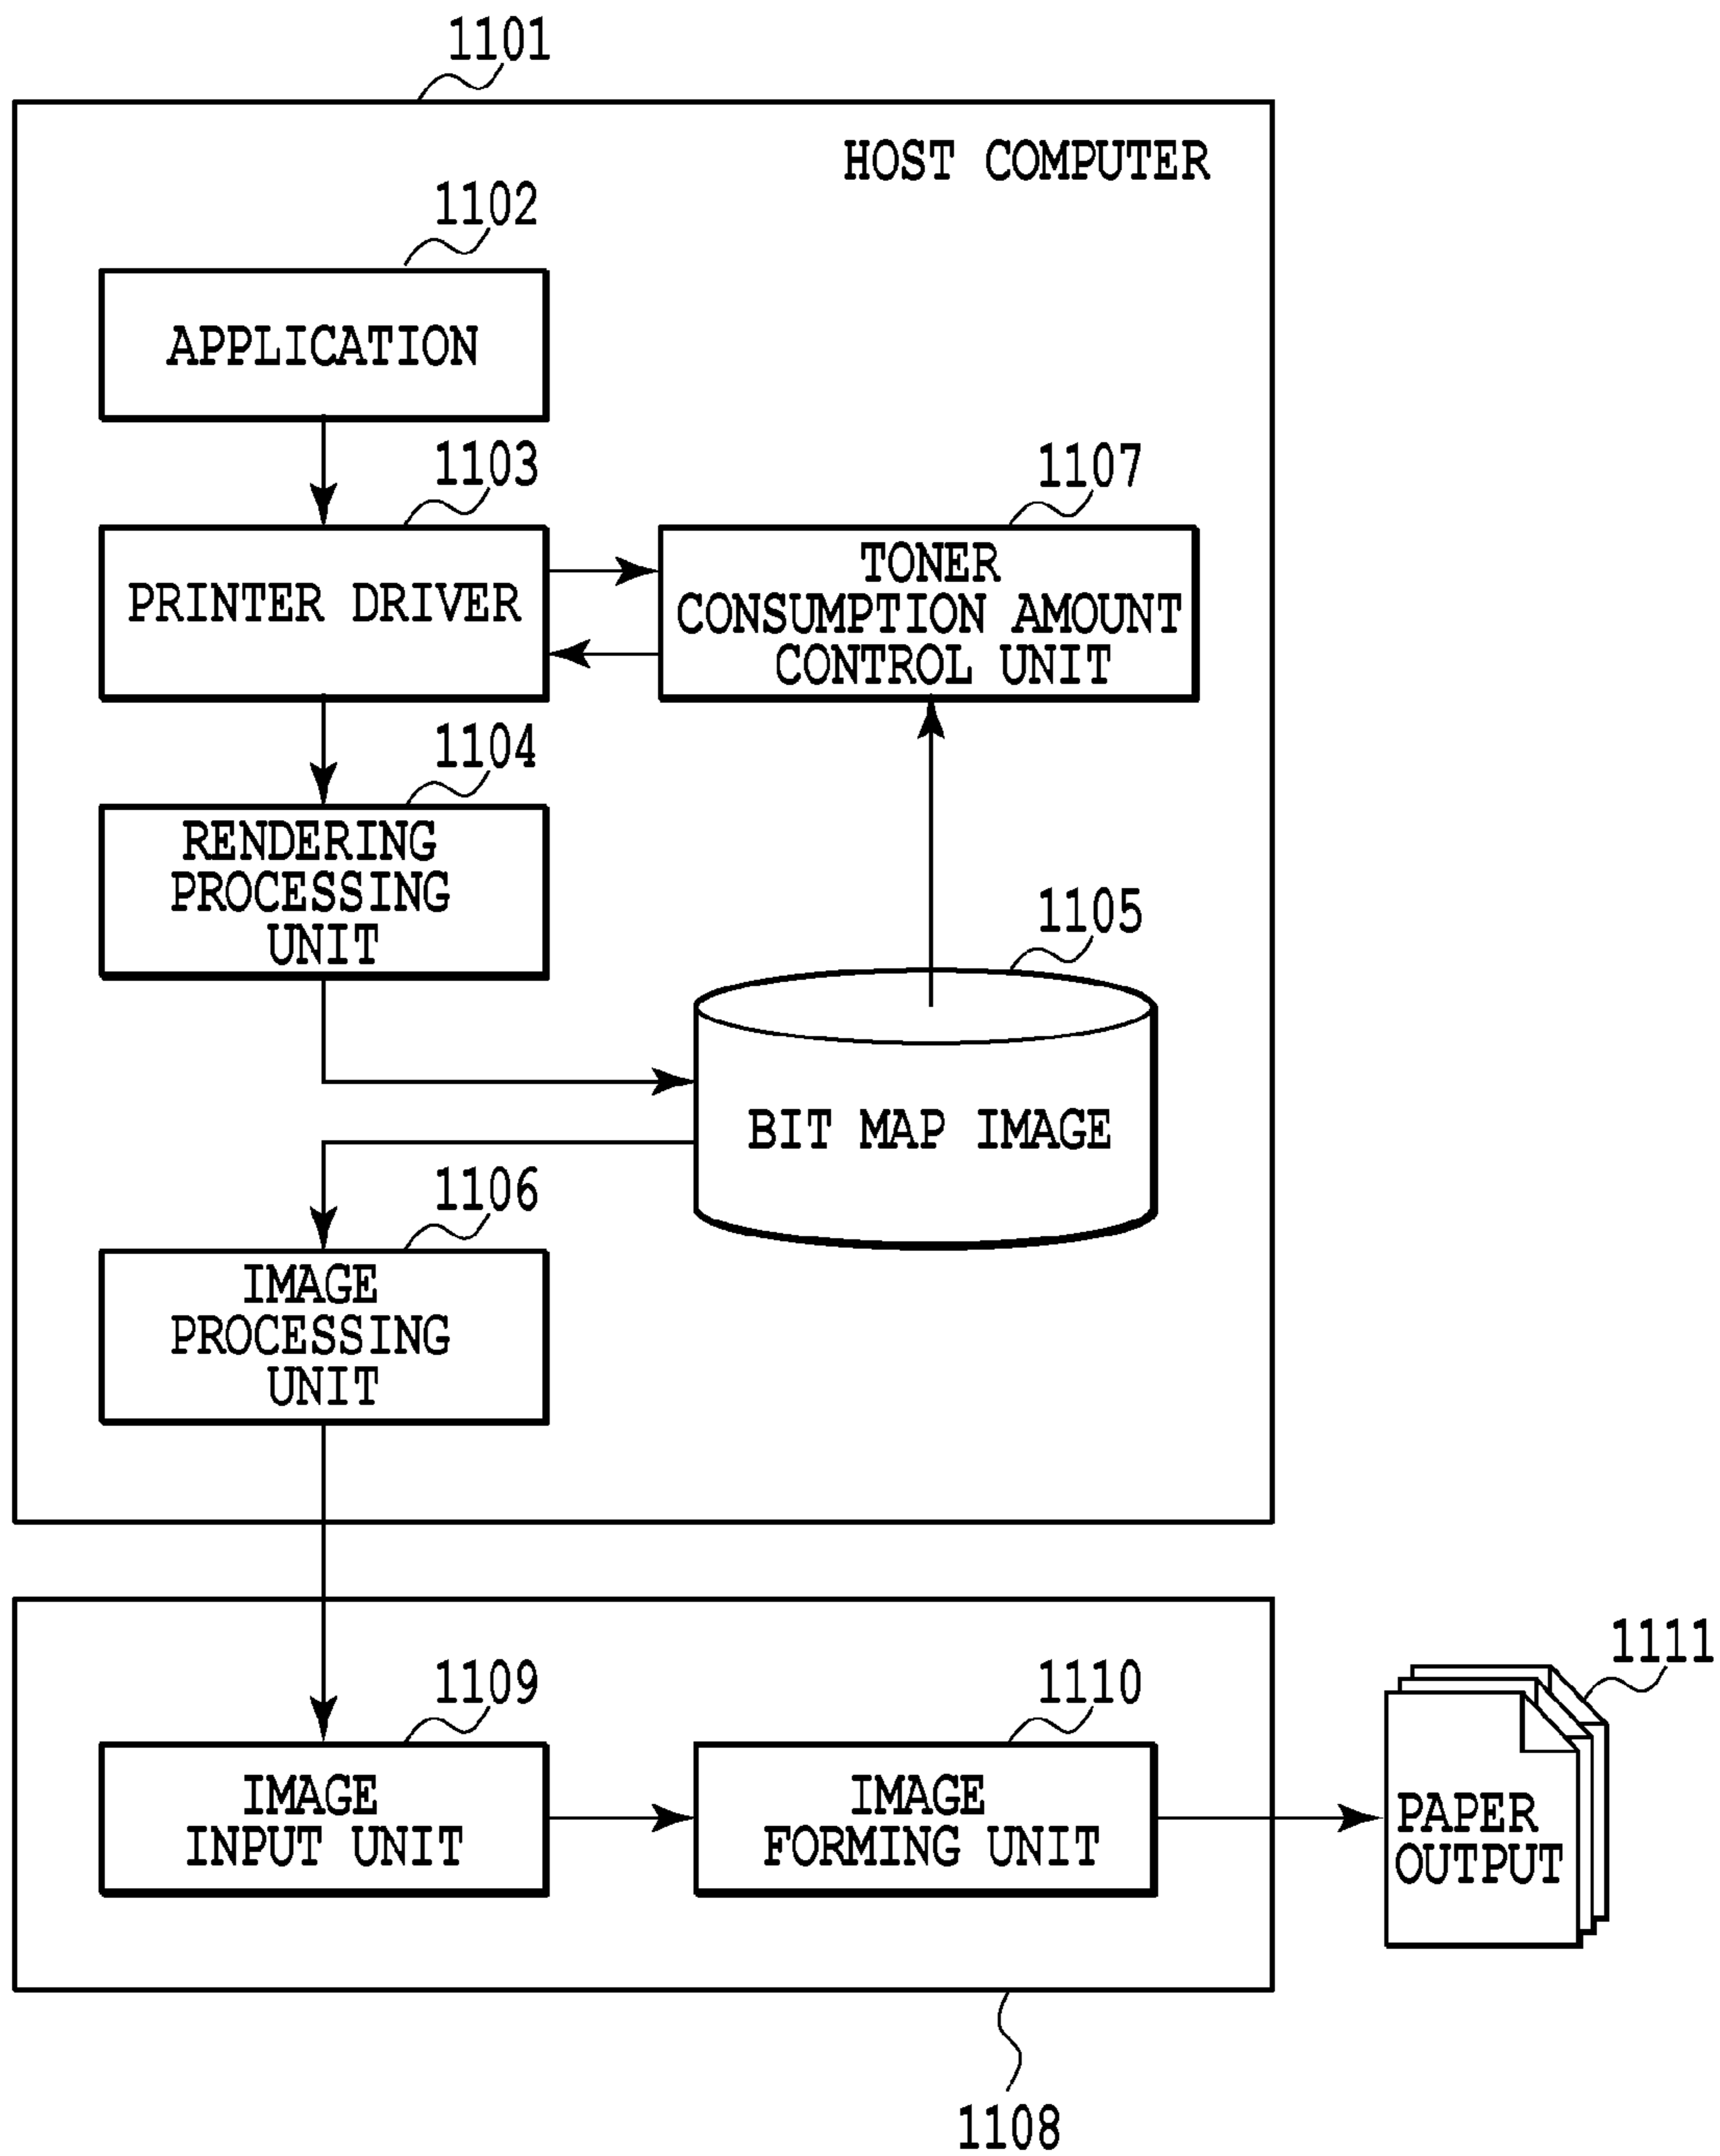 1101
HOST COMPUTER
1102
APPLICATION
1103
PRINTER DRIVER
1107
TONER
CONSUMPTION AMOUNT
CONTROL UNIT
1104
RENDERING
PROCESSING
UNIT
1105
BIT MAP IMAGE
1106
IMAGE
PROCESSING
UNIT
1109
IMAGE
INPUT UNIT
1110
IMAGE
FORMING UNIT
1111
PAPER
OUTPUT
1108